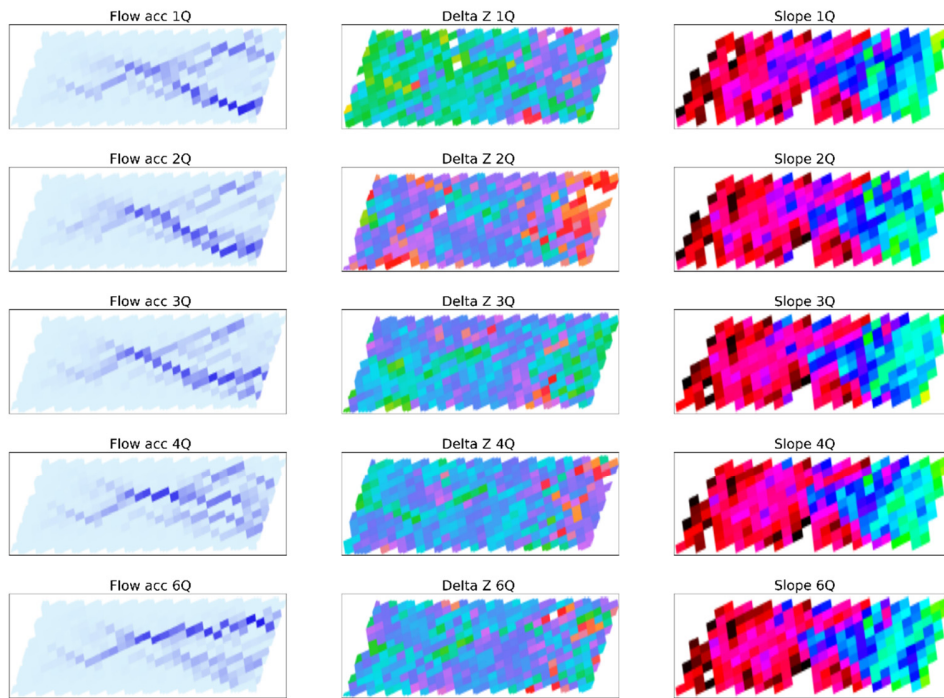 Flow acc 1Q
Delta Z 1Q
Slope 1Q
Flow acc 2Q
Delta Z 2Q
Slope 2Q
Flow acc 3Q
Delta Z 3Q
Slope 3Q
Flow acc 4Q
Delta Z 4Q
Slope 4Q
Flow acc 6Q
Delta Z 6Q
Slope 6Q